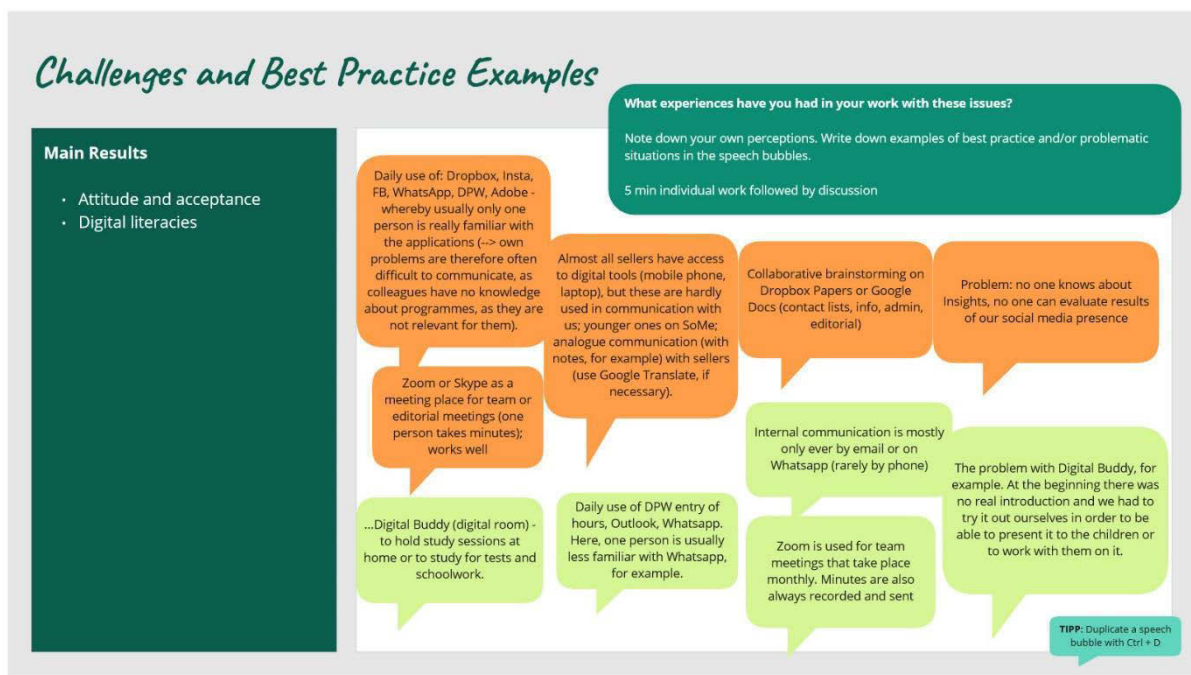 Challenges and Best Practice Examples
What experiences have you had in your work with these issues?
Note down your own perceptions. Write down examples of best practice and/or problematic
situations in the speech bubbles.
5 min individual work followed by discussion
Main Results
• Attitude and acceptance
• Digital literacies
Daily use of: Dropbox, Insta,
FB, WhatsApp, DPW, Adobe -
whereby usually only one
person is really familiar with
the applications (--> own
problems are therefore often
difficult to communicate, as
colleagues have no knowledge
about programmes, as they are
not relevant for them).
Almost all sellers have access
to digital tools (mobile phone,
laptop), but these are hardly
used in communication with
us; younger ones on SoMe;
analogue communication (with
notes, for example) with sellers
(use Google Translate, if
necessary).
Collaborative brainstorming on
Dropbox Papers or Google
Docs (contact lists, info, admin,
editorial)
Problem: no one knows about
Insights, no one can evaluate results
of our social media presence
Zoom or Skype as a
meeting place for team or
editorial meetings (one
person takes minutes);
works well
Internal communication is mostly
only ever by email or on
Whatsapp (rarely by phone)
The problem with Digital Buddy, for
example. At the beginning there was
no real introduction and we had to
try it out ourselves in order to be
able to present it to the children or
to work with them on it.
...Digital Buddy (digital room) -
to hold study sessions at
home or to study for tests and
schoolwork.
Daily use of DPW entry of
hours, Outlook, Whatsapp.
Here, one person is usually
less familiar with Whatsapp,
for example.
Zoom is used for team
meetings that take place
monthly. Minutes are also
always recorded and sent
TIPP: Duplicate a speech
bubble with Ctrl + D